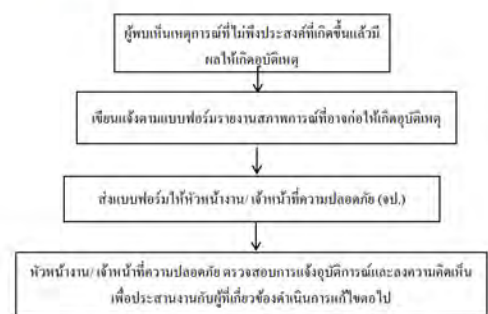 ผู้พบเห็นเหตุการณ์ที่ไม่พึงประสงค์ที่เกิดขึ้นแล้วมี
ผลให้เกิดอุบัติเหตุ
เขียนแจ้งตามแบบฟอร์มรายงานสภาพการณ์ที่อาจก่อให้เกิดอุบัติเหตุ
ส่งแบบฟอร์มให้หัวหน้างาน/ เจ้าหน้าที่ความปลอดภัย (จป.)
หัวหน้างาน/ เจ้าหน้าที่ความปลอดภัย ตรวจสอบการแจ้งอุบัติการณ์และลงความคิดเห็น
เพื่อประสานงานกับผู้ที่เกี่ยวข้องดำเนินการแก้ไขต่อไป